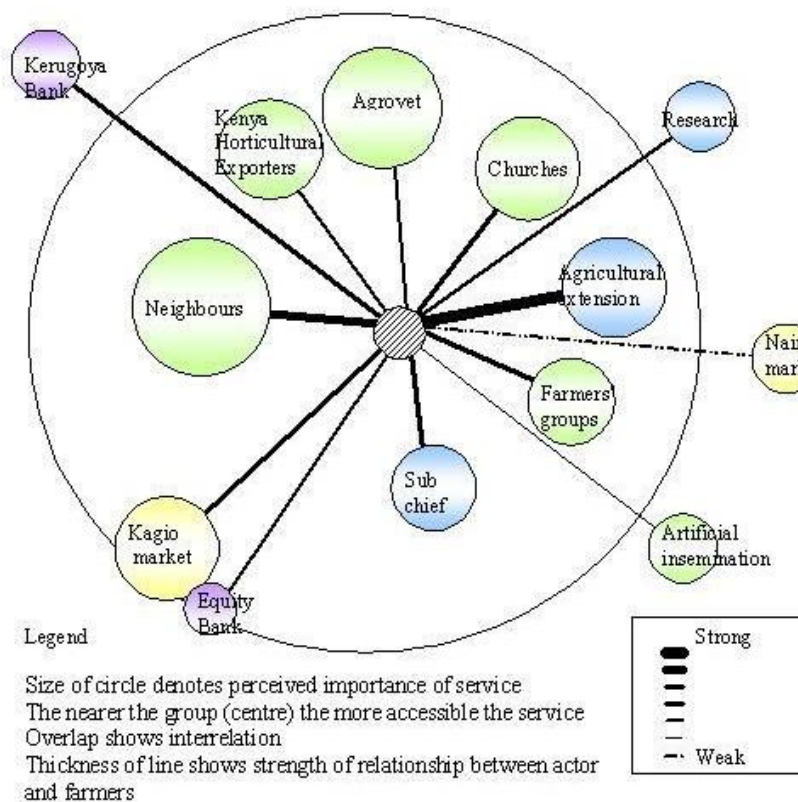 Kerugoya
Bank
Kenya
Horticultural
Exporters
Agrovet
Churches
Research
Neighbours
Agricultural
extension
Farmers'
groups
Sub
chief
Kagio
market
Equity
Bank
Artificial
insemination
Legend
Size of circle denotes perceived importance of service
The nearer the group (centre) the more accessible the service
Overlap shows interrelation
Thickness of line shows strength of relationship between actor
and farmers
Strong
Weak